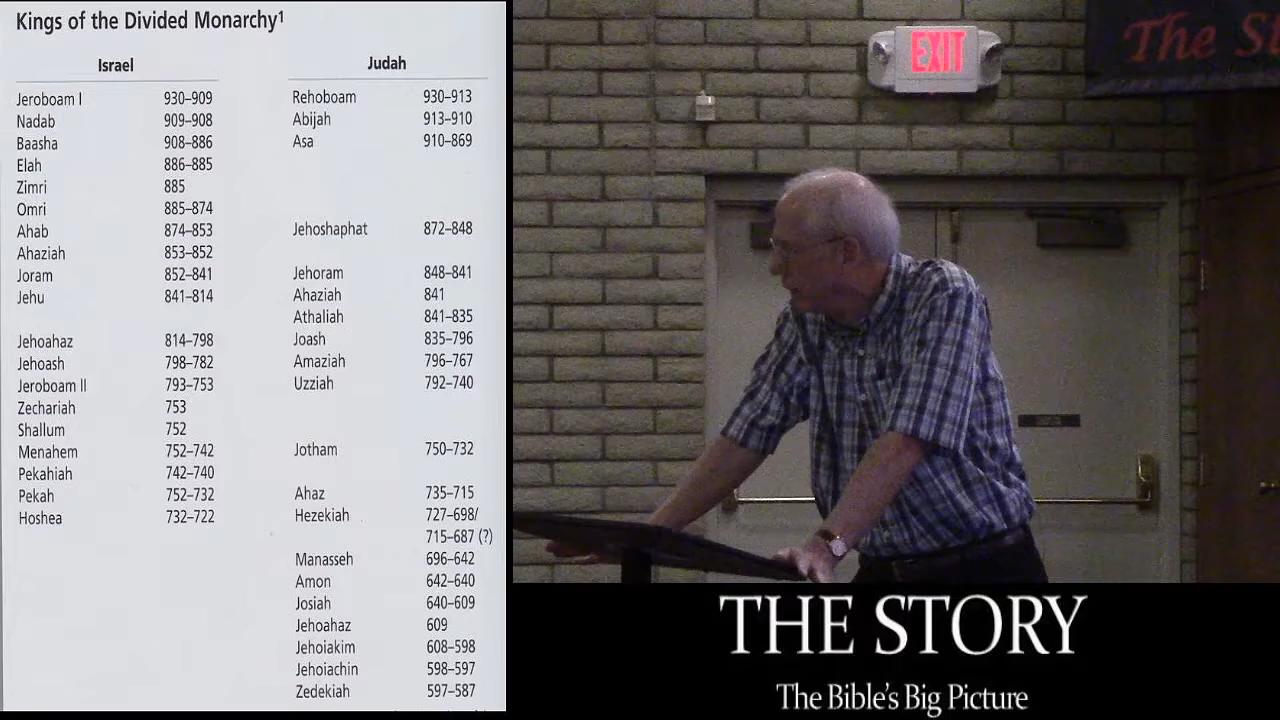 Kings of the Divided Monarchy¹
Israel
Jeroboam I 930–909
Nadab 909–908
Baasha 908–886
Elah 886–885
Zimri 885
Omri 885–874
Ahab 874–853
Ahaziah 853–852
Joram 852–841
Jehu 841–814
Jehoahaz 814–798
Jehoash 798–782
Jeroboam II 793–753
Zechariah 753
Shallum 752
Menahem 752–742
Pekahiah 742–740
Pekah 752–732
Hoshea 732–722
Judah
Rehoboam 930–913
Abijah 913–910
Asa 910–869
Jehoshaphat 872–848
Jehoram 848–841
Ahaziah 841
Athaliah 841–835
Joash 835–796
Amaziah 796–767
Uzziah 792–740
Jotham 750–732
Ahaz 735–715
Hezekiah 727–698/
715–687 (?)
Manasseh 696–642
Amon 642–640
Josiah 640–609
Jehoahaz 609
Jehoiakim 608–598
Jehoiachin 598–597
Zedekiah 597–587
EXIT
The
THE STORY
The Bible's Big Picture